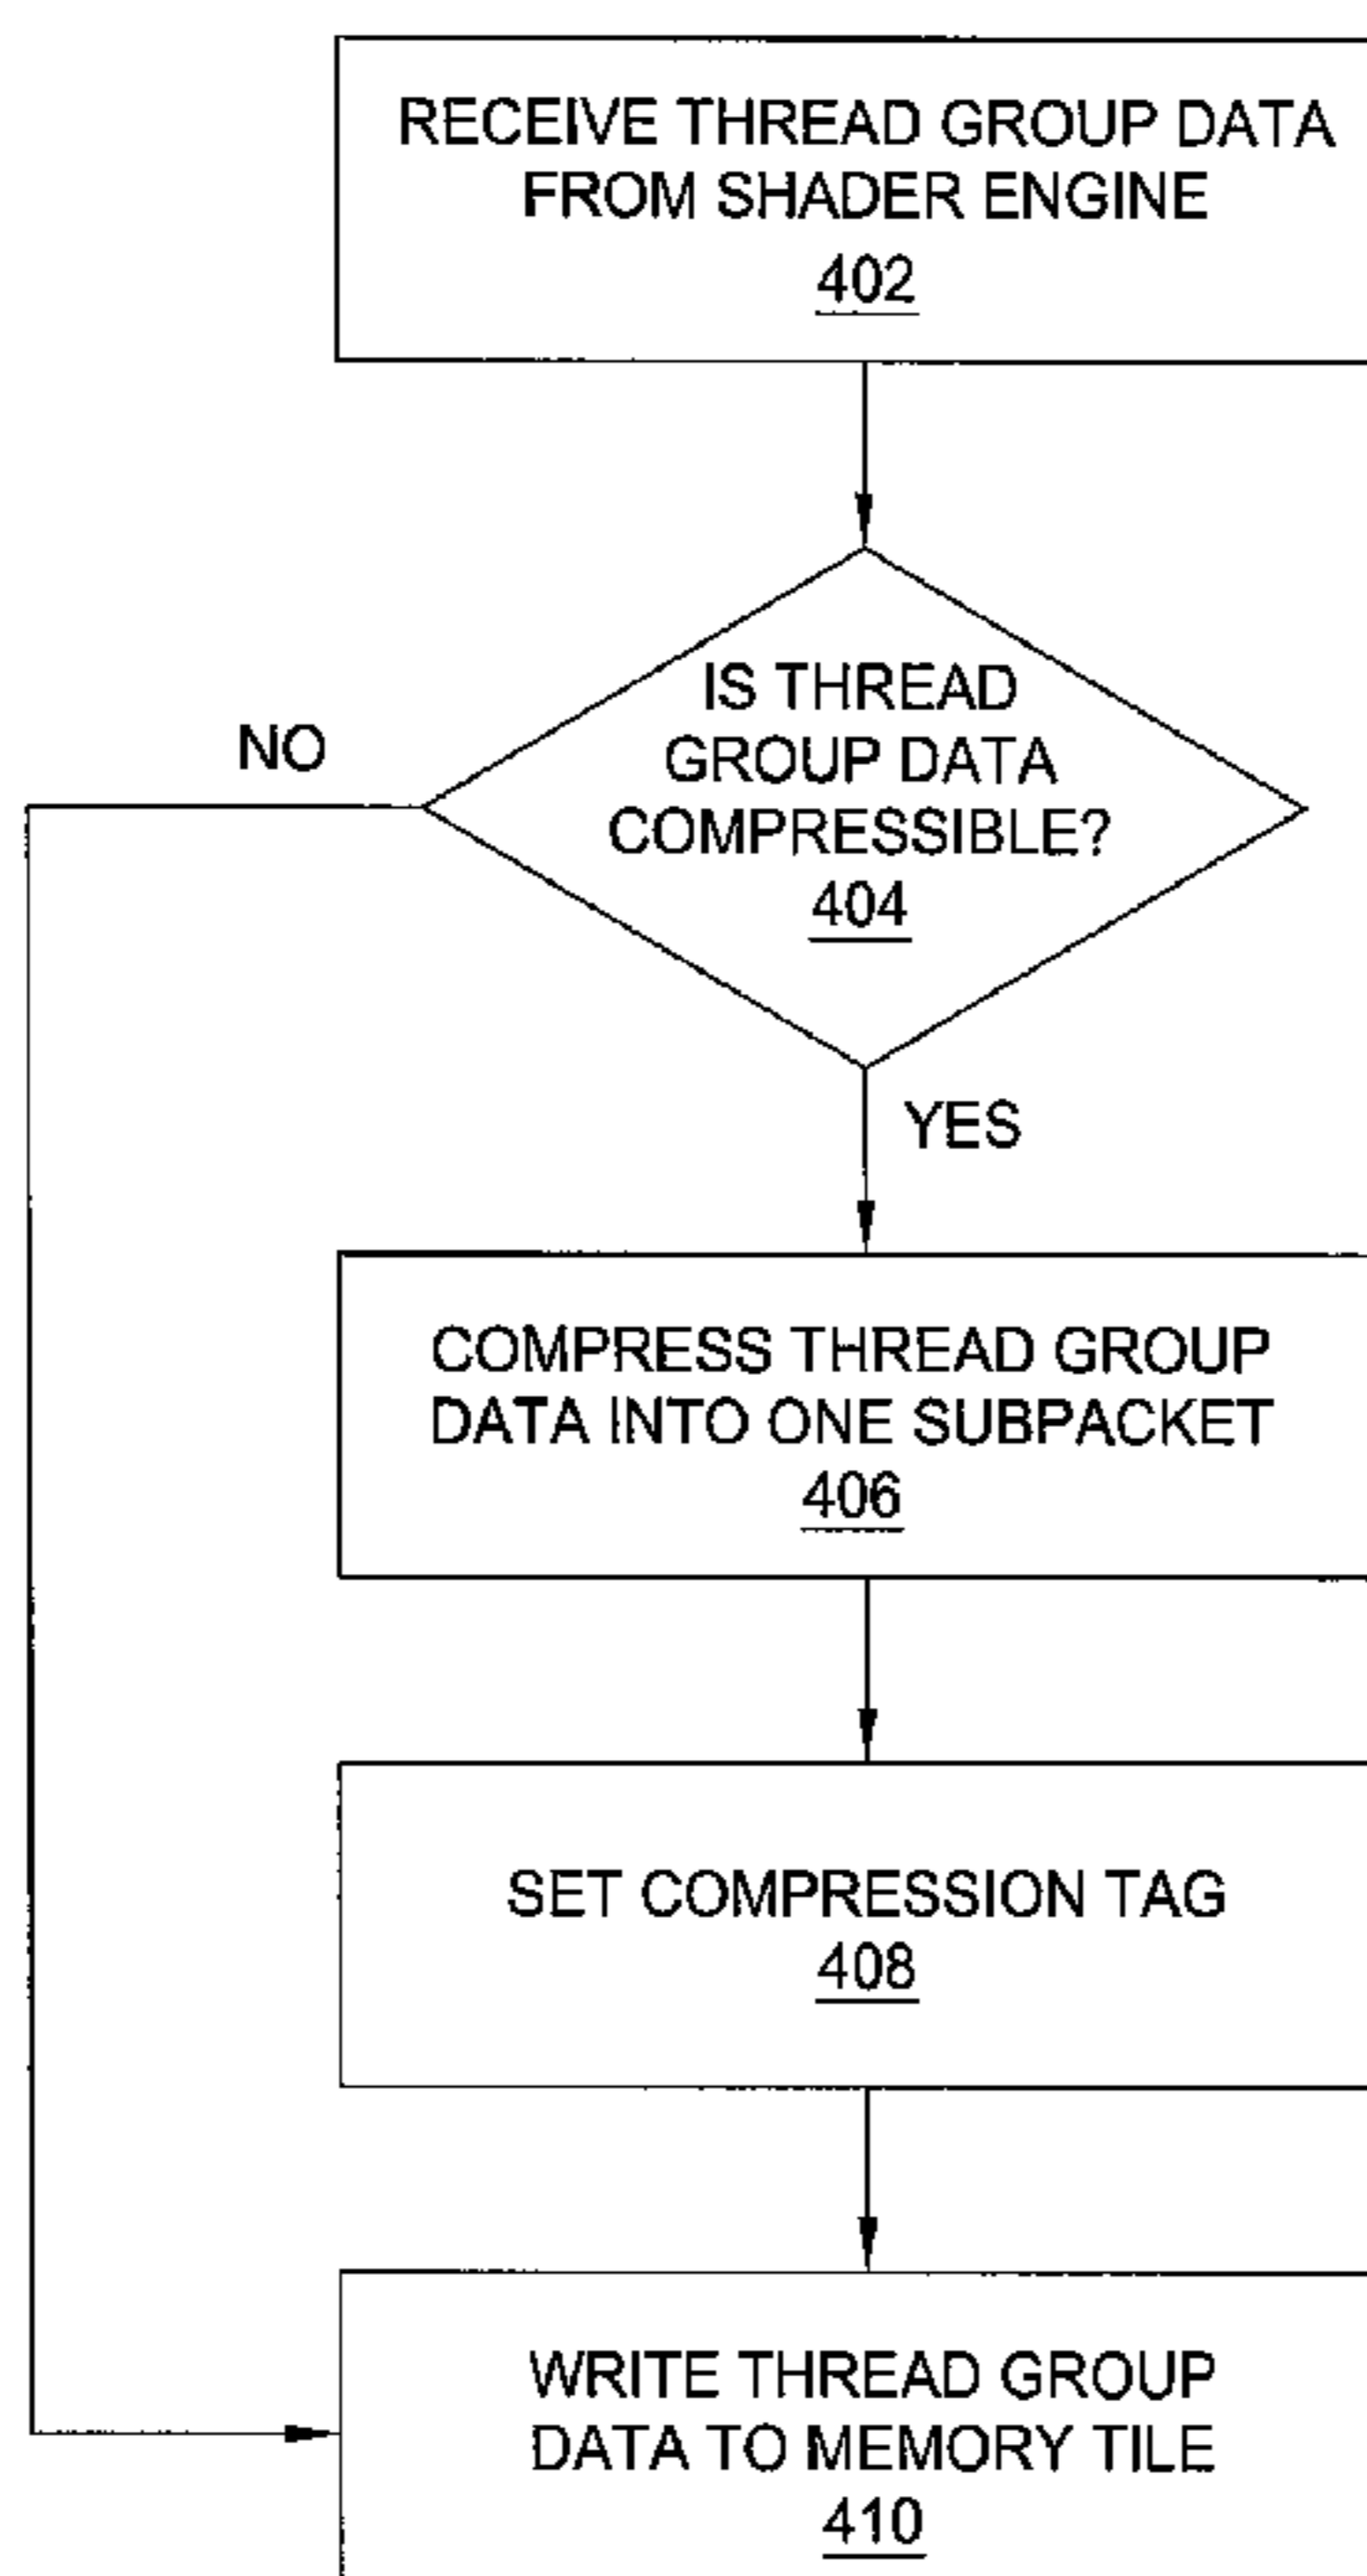 RECEIVE THREAD GROUP DATA
FROM SHADER ENGINE
402
IS THREAD
GROUP DATA
COMPRESSIBLE?
404
NO
YES
COMPRESS THREAD GROUP
DATA INTO ONE SUBPACKET
406
SET COMPRESSION TAG
408
WRITE THREAD GROUP
DATA TO MEMORY TILE
410